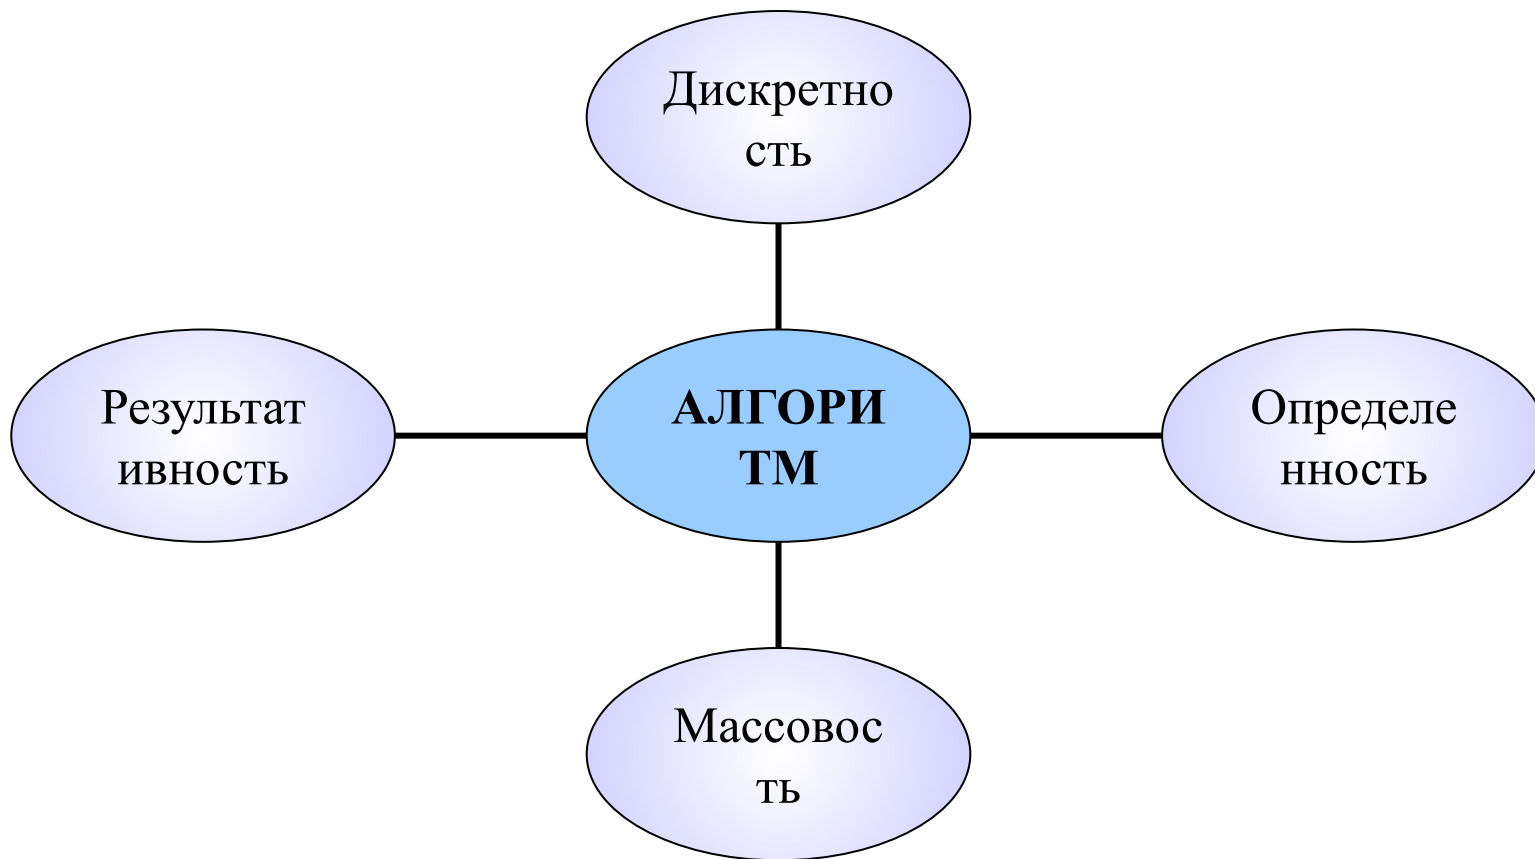 Дискретно
сть
Результат
ивность
АЛГОРИ
ТМ
Определе
нность
Массовос
ть